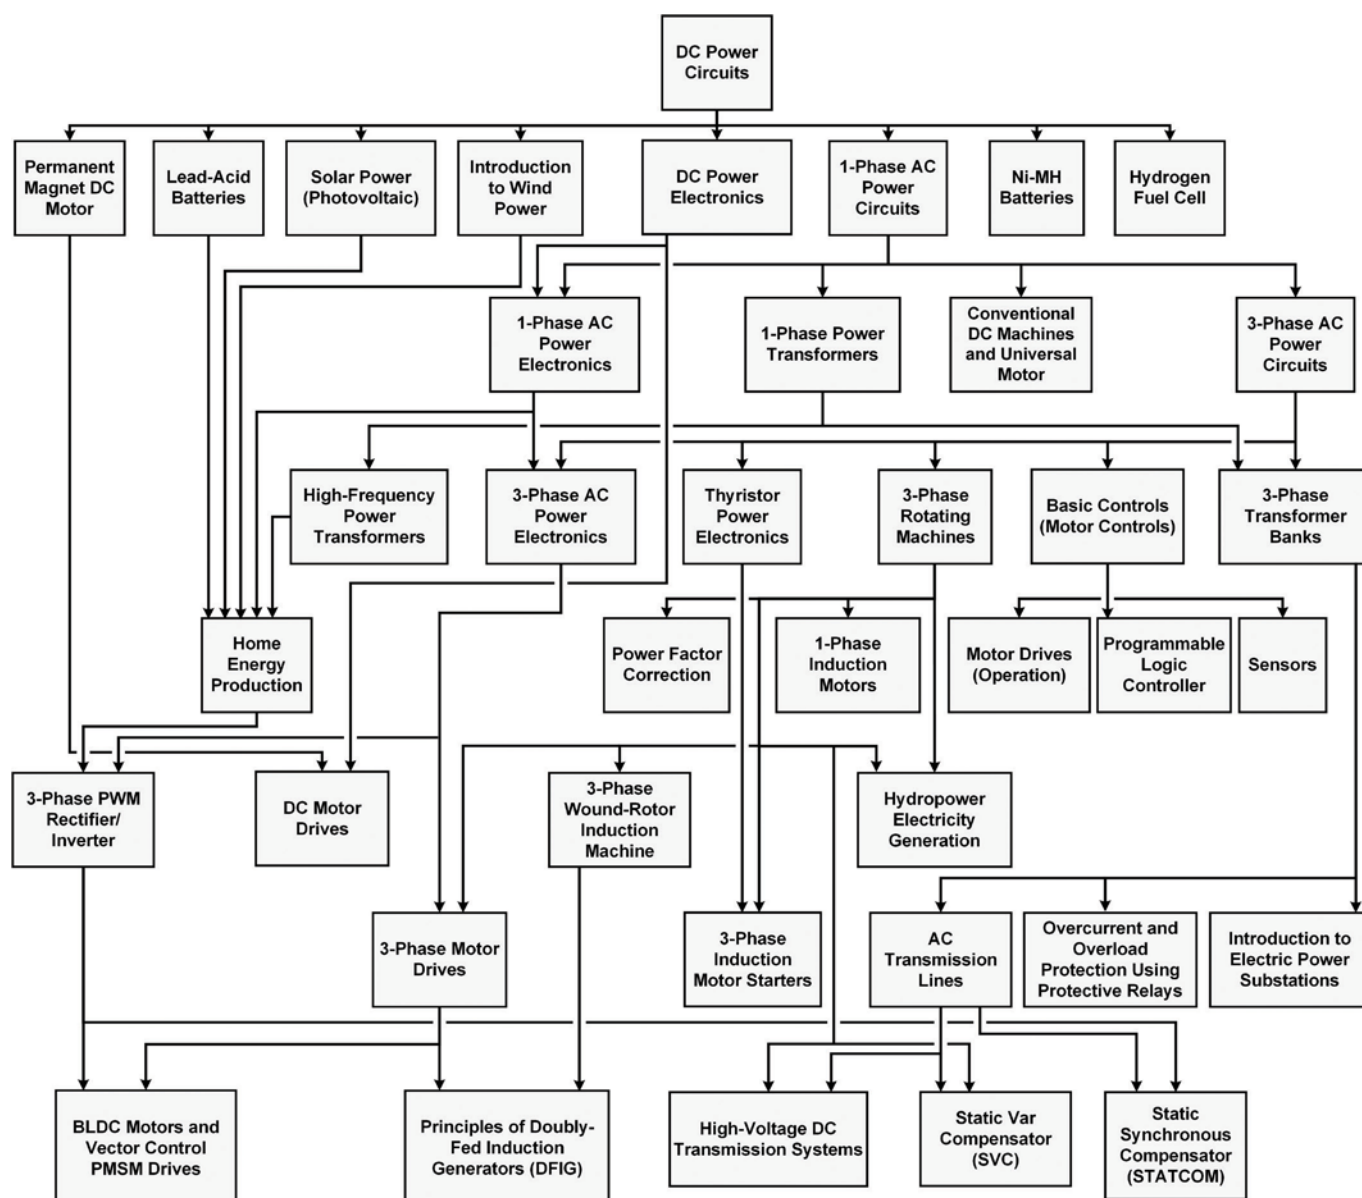 DC Power
Circuits
Permanent
Magnet DC
Motor
Lead-Acid
Batteries
Solar Power
(Photovoltaic)
Introduction
to Wind
Power
DC Power
Electronics
1-Phase AC
Power
Circuits
Ni-MH
Batteries
Hydrogen
Fuel Cell
1-Phase AC
Power
Electronics
1-Phase Power
Transformers
Conventional
DC Machines
and Universal
Motor
3-Phase AC
Power
Circuits
High-Frequency
Power
Transformers
3-Phase AC
Power
Electronics
Thyristor
Power
Electronics
3-Phase
Rotating
Machines
Basic Controls
(Motor Controls)
3-Phase
Transformer
Banks
Home
Energy
Production
Power Factor
Correction
1-Phase
Induction
Motors
Motor Drives
(Operation)
Programmable
Logic
Controller
Sensors
3-Phase PWM
Rectifier/
Inverter
DC Motor
Drives
3-Phase
Wound-Rotor
Induction
Machine
Hydropower
Electricity
Generation
3-Phase Motor
Drives
3-Phase
Induction
Motor Starters
AC
Transmission
Lines
Overcurrent and
Overload
Protection Using
Protective Relays
Introduction to
Electric Power
Substations
BLDC Motors and
Vector Control
PMSM Drives
Principles of Doubly-
Fed Induction
Generators (DFIG)
High-Voltage DC
Transmission Systems
Static Var
Compensator
(SVC)
Static
Synchronous
Compensator
(STATCOM)